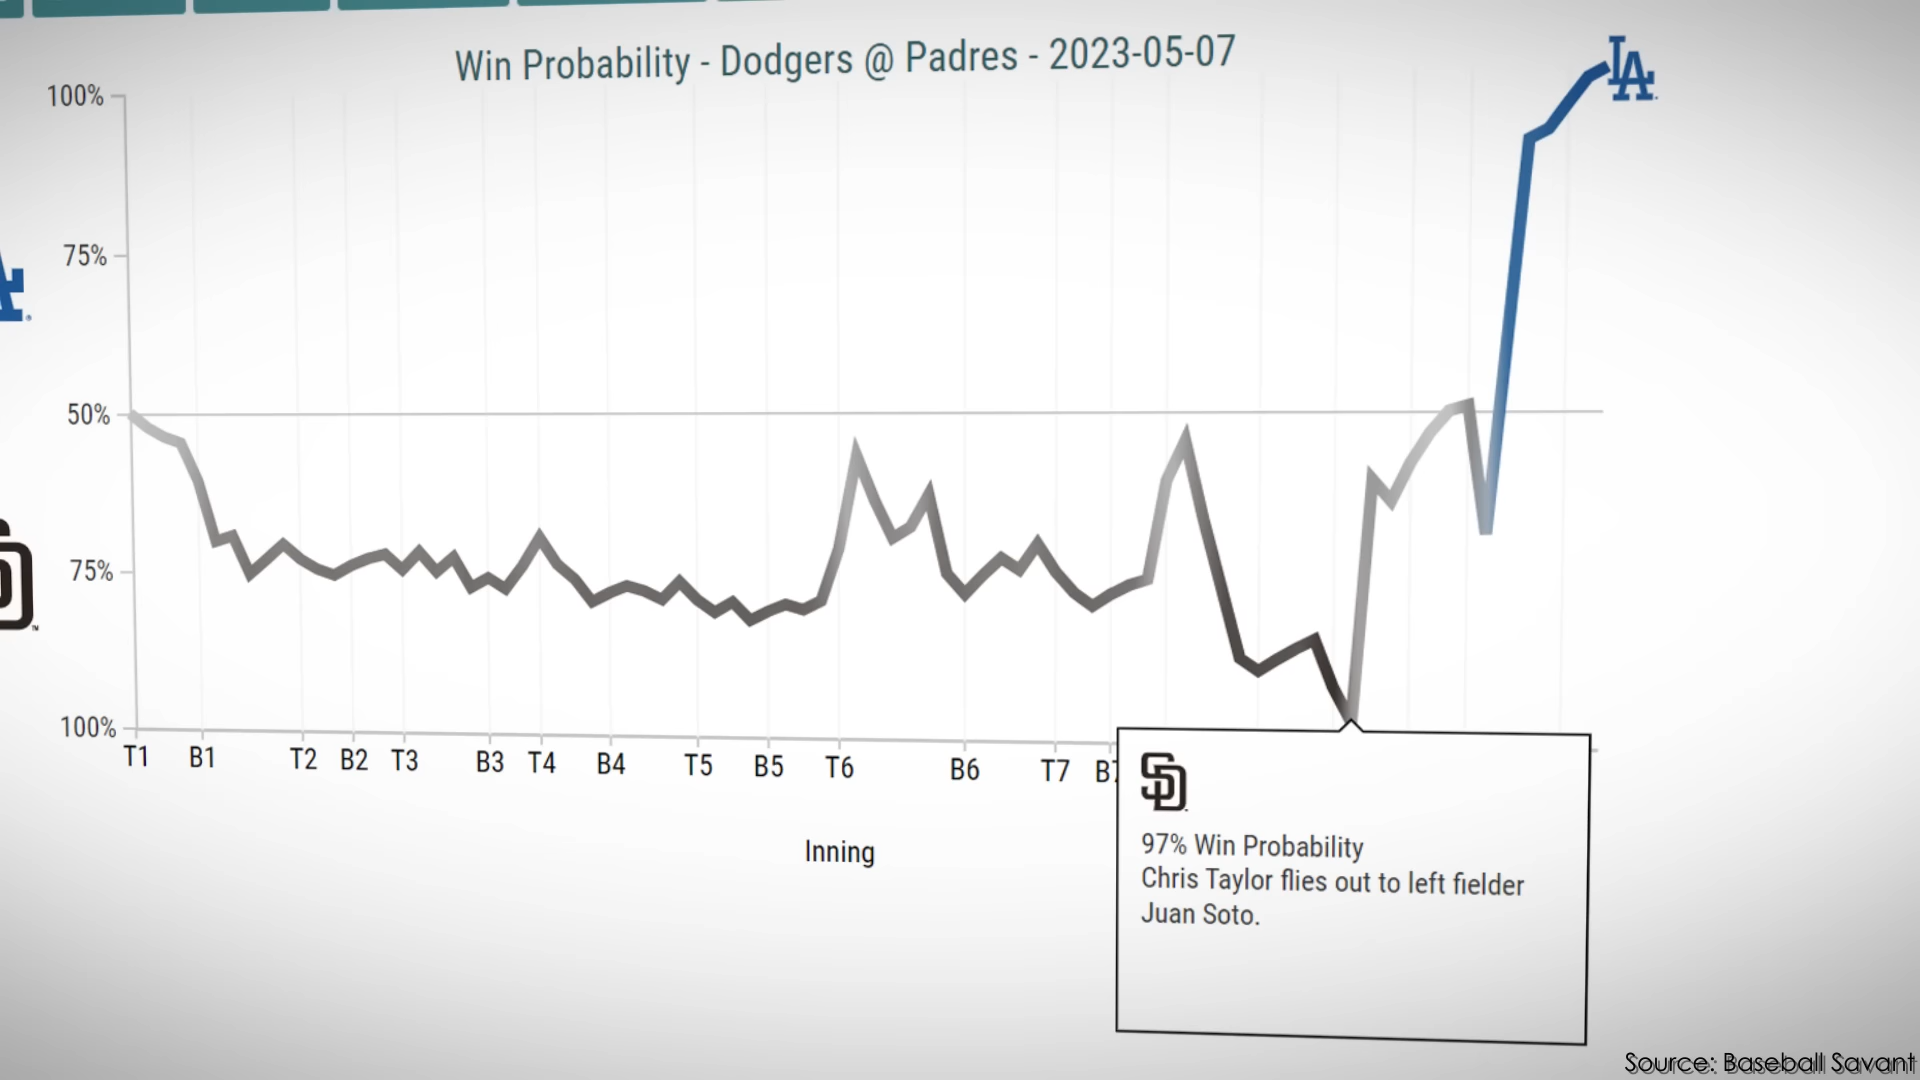 Win Probability - Dodgers @ Padres - 2023-05-07
100%
75%
50%
75%
100%
LA
T1 B1 T2 B2 T3 B3 T4 B4 T5 B5 T6 B6 T7
Inning
SD
97% Win Probability
Chris Taylor flies out to left fielder
Juan Soto.
Source: Baseball Savant